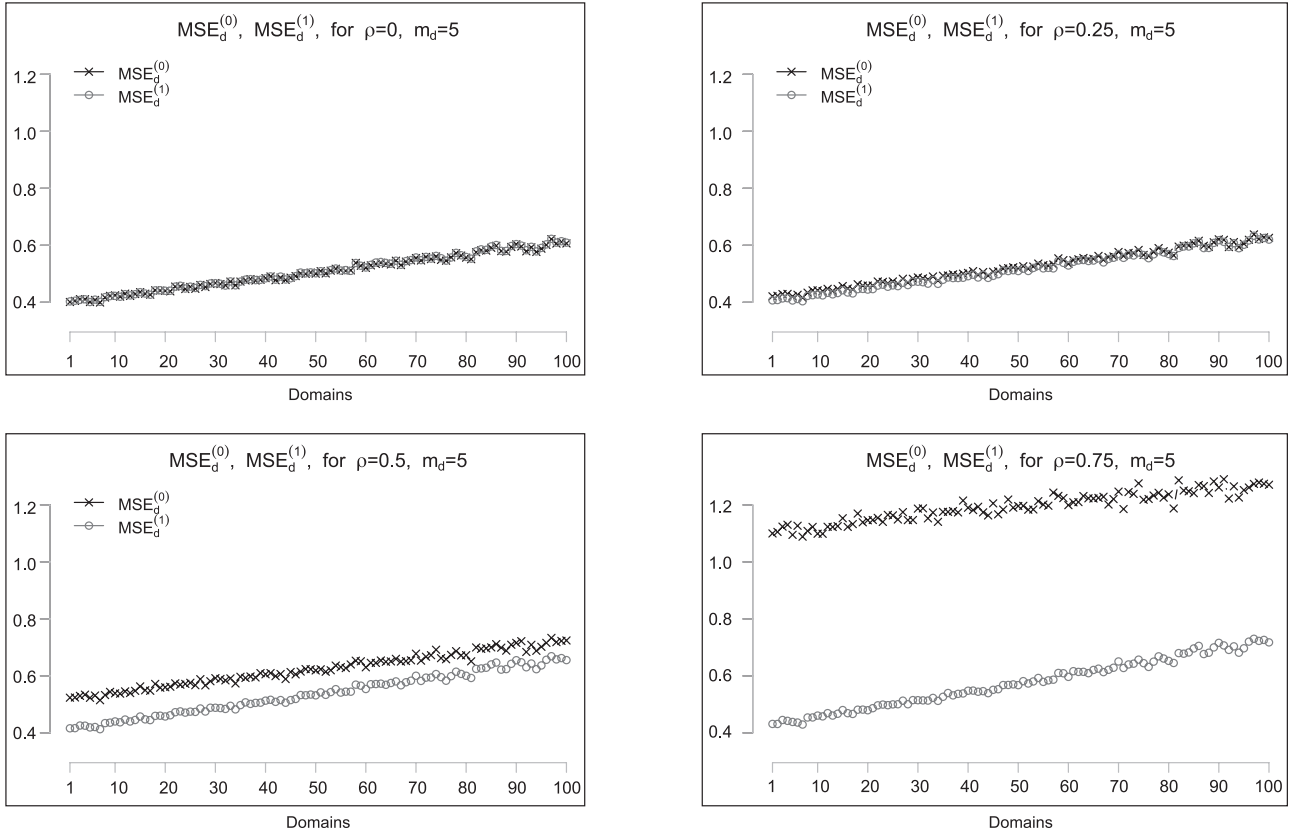 MSE_d^(0), MSE_d^(1), for ρ=0, m_d=5
MSE_d^(0)
MSE_d^(1)
1.2
1.0
0.8
0.6
0.4
1 10 20 30 40 50 60 70 80 90 100
Domains
MSE_d^(0), MSE_d^(1), for ρ=0.25, m_d=5
MSE_d^(0)
MSE_d^(1)
1.2
1.0
0.8
0.6
0.4
1 10 20 30 40 50 60 70 80 90 100
Domains
MSE_d^(0), MSE_d^(1), for ρ=0.5, m_d=5
MSE_d^(0)
MSE_d^(1)
1.2
1.0
0.8
0.6
0.4
1 10 20 30 40 50 60 70 80 90 100
Domains
MSE_d^(0), MSE_d^(1), for ρ=0.75, m_d=5
1.2
1.0
0.8
0.6
0.4
1 10 20 30 40 50 60 70 80 90 100
Domains